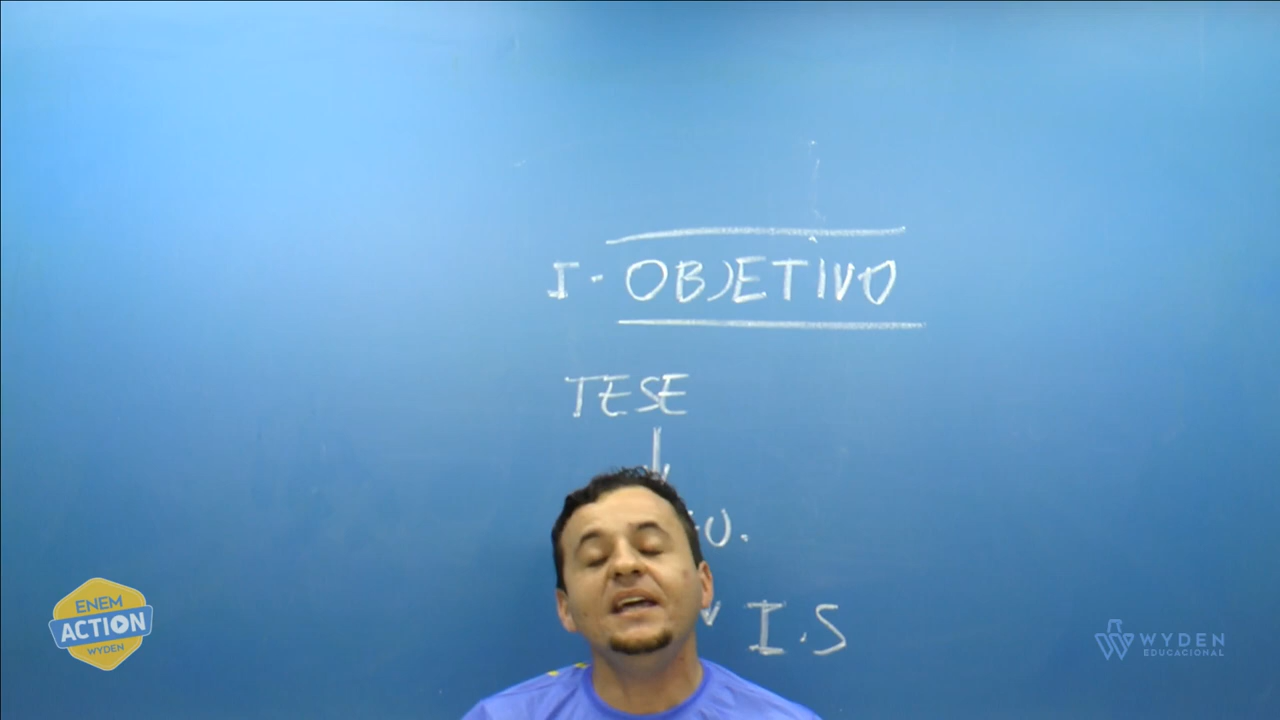 I - OBJETIVO
TESE
U.
I.S
ENEM
ACTION
WYDEN
WYDEN
EDUCACIONAL